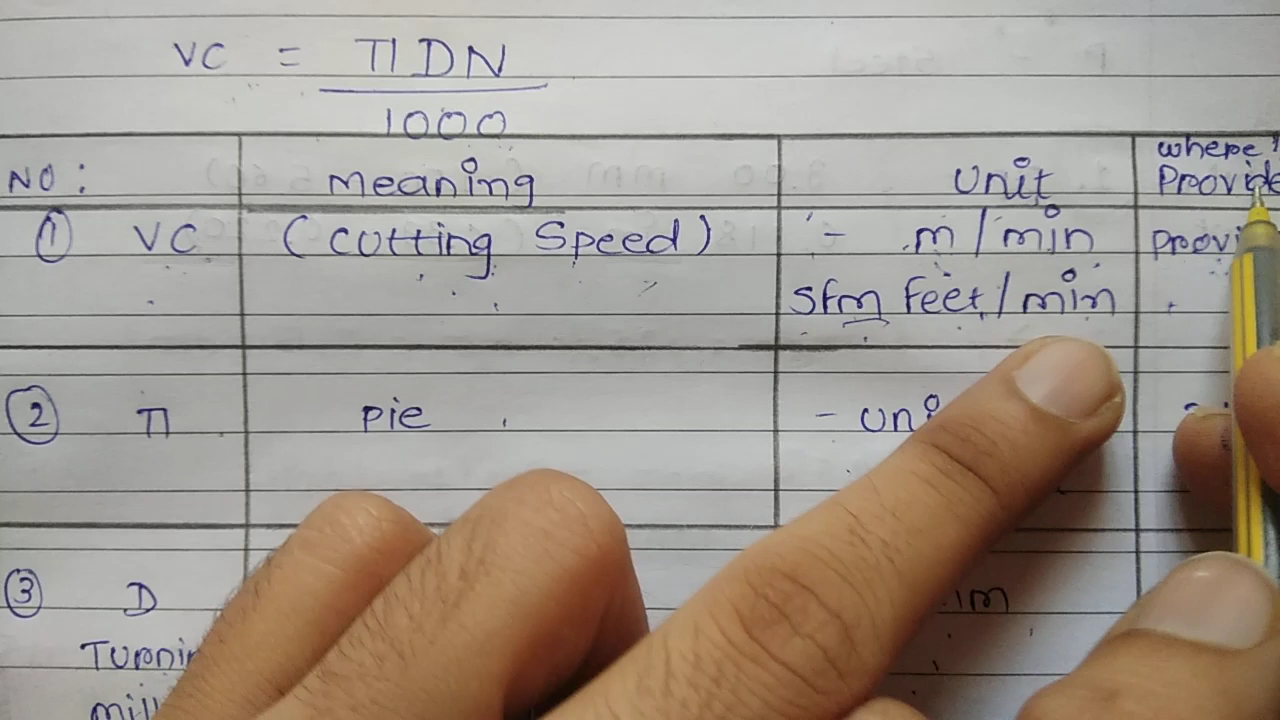 VC = πDN
1000
NO: meaning Unit where Provide
① VC (cutting Speed) - m/min
sfm feet/min
② π pie
③ D